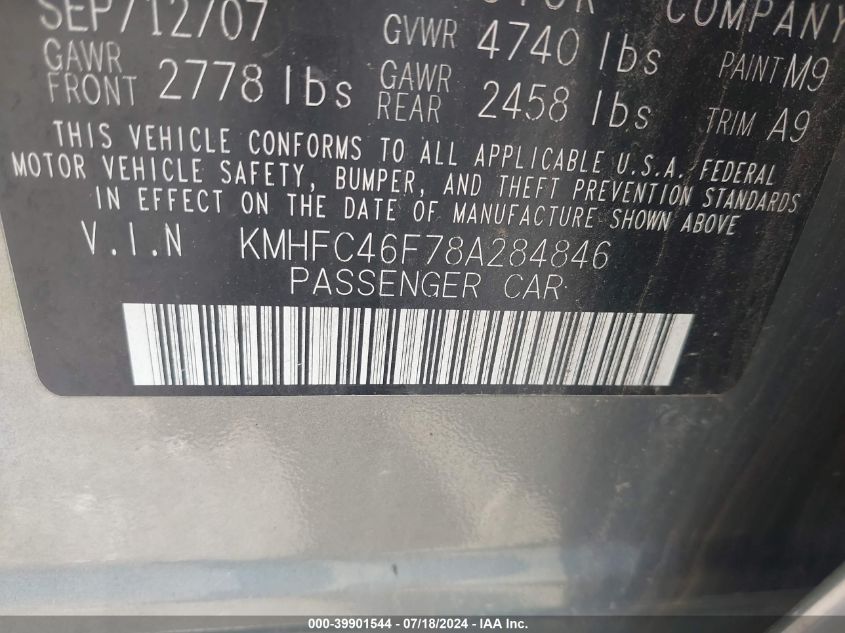 SEP/12/07
COMPANY
GVWR 4740 lbs
PAINT M9
GAWR FRONT 2778 lbs
GAWR REAR 2458 lbs
TRIM A9
THIS VEHICLE CONFORMS TO ALL APPLICABLE U.S.A. FEDERAL
MOTOR VEHICLE SAFETY, BUMPER, AND THEFT PREVENTION STANDARDS
IN EFFECT ON THE DATE OF MANUFACTURE SHOWN ABOVE
V.I.N KMHFC46F78A284846
PASSENGER CAR
000-39901544 / 07/18/2024 - IAA Inc.